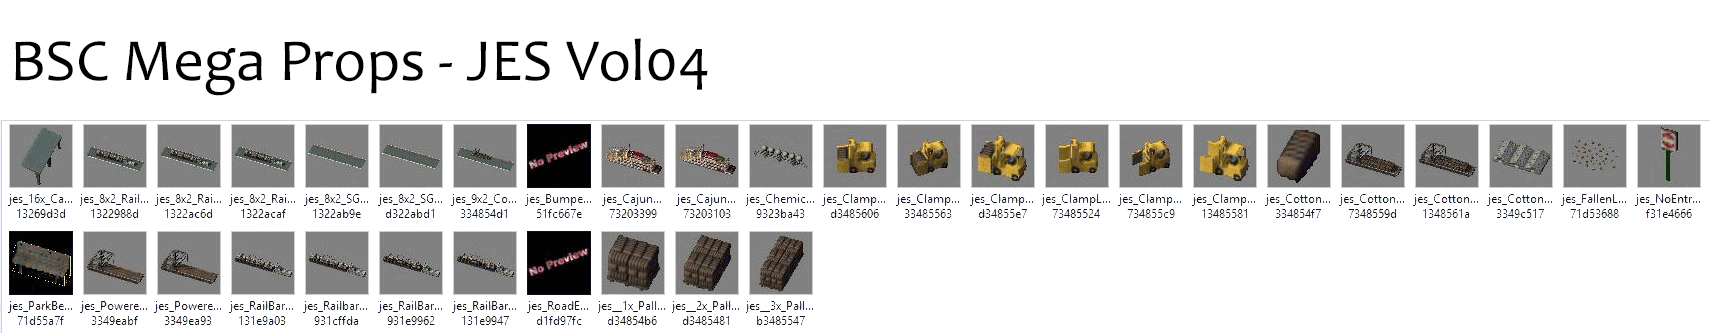 BSC Mega Props - JES Vol04
No Preview
jes_16x_Ca... jes_8x2_Rail... jes_8x2_Rai... jes_8x2_Ra... jes_8x2_SG... jes_8x2_SG... jes_9x2_Co... jes_Bumpe... jes_Cajun... jes_Cajun... jes_Chemic... jes_Clamp... jes_Clamp... jes_Clamp... jes_ClampL... jes_Clamp... jes_Clamp... jes_Cotton... jes_Cotton... jes_Cotton... jes_Cotton... jes_FallenL... jes_NoEntr...
13269d3d 1322988d 1322ac6d 1322acaf 1322ab9e d322abd1 334854d1 51fc667e 73203399 73203103 9323ba43 d3485606 33485563 d34855e7 73485524 734855c9 13485581 334854f7 7348559d 1348561a 3349c517 71d53688 f31e4666
No Preview
jes_ParkBe... jes_Powere... jes_Powere... jes_RailBar... jes_Railbar... jes_RailBar... jes_RailBar... jes_RoadE... jes__1x_Pall... jes__2x_Pall... jes__3x_Pall...
71d55a7f 3349eabf 3349ea93 131e9a03 931cffda 931e9962 131e9947 d1fd97fc d34854b6 d3485481 b3485547